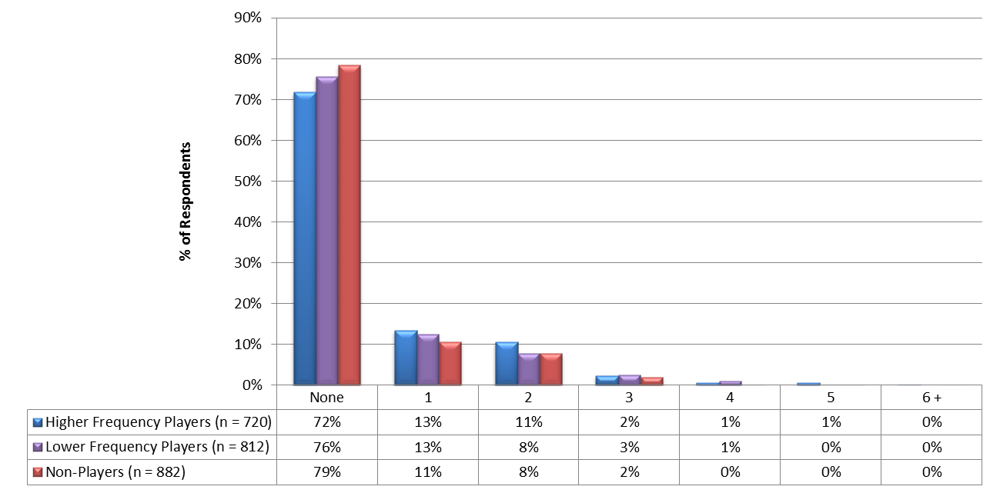 90%
80%
70%
60%
50%
40%
30%
20%
10%
0%
% of Respondents
None 1 2 3 4 5 6 +
Higher Frequency Players (n = 720) 72% 13% 11% 2% 1% 1% 0%
Lower Frequency Players (n = 812) 76% 13% 8% 3% 1% 0% 0%
Non-Players (n = 882) 79% 11% 8% 2% 0% 0% 0%